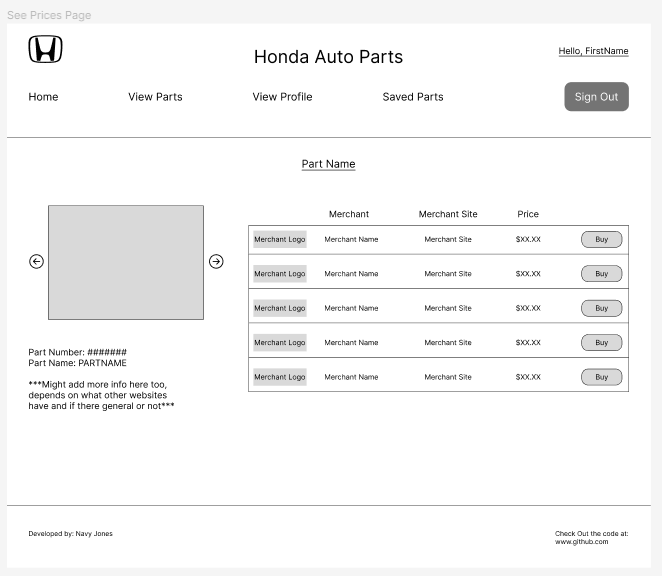 See Prices Page
Honda Auto Parts
Hello, FirstName
Home View Parts View Profile Saved Parts Sign Out
Part Name
Merchant Merchant Site Price
Merchant Logo Merchant Name Merchant Site $XX.XX Buy
Merchant Logo Merchant Name Merchant Site $XX.XX Buy
Merchant Logo Merchant Name Merchant Site $XX.XX Buy
Merchant Logo Merchant Name Merchant Site $XX.XX Buy
Merchant Logo Merchant Name Merchant Site $XX.XX Buy
Part Number: #######
Part Name: PARTNAME
***Might add more info here too,
depends on what other websites
have and if there general or not***
Developed by: Navy Jones
Check Out the code at:
www.github.com